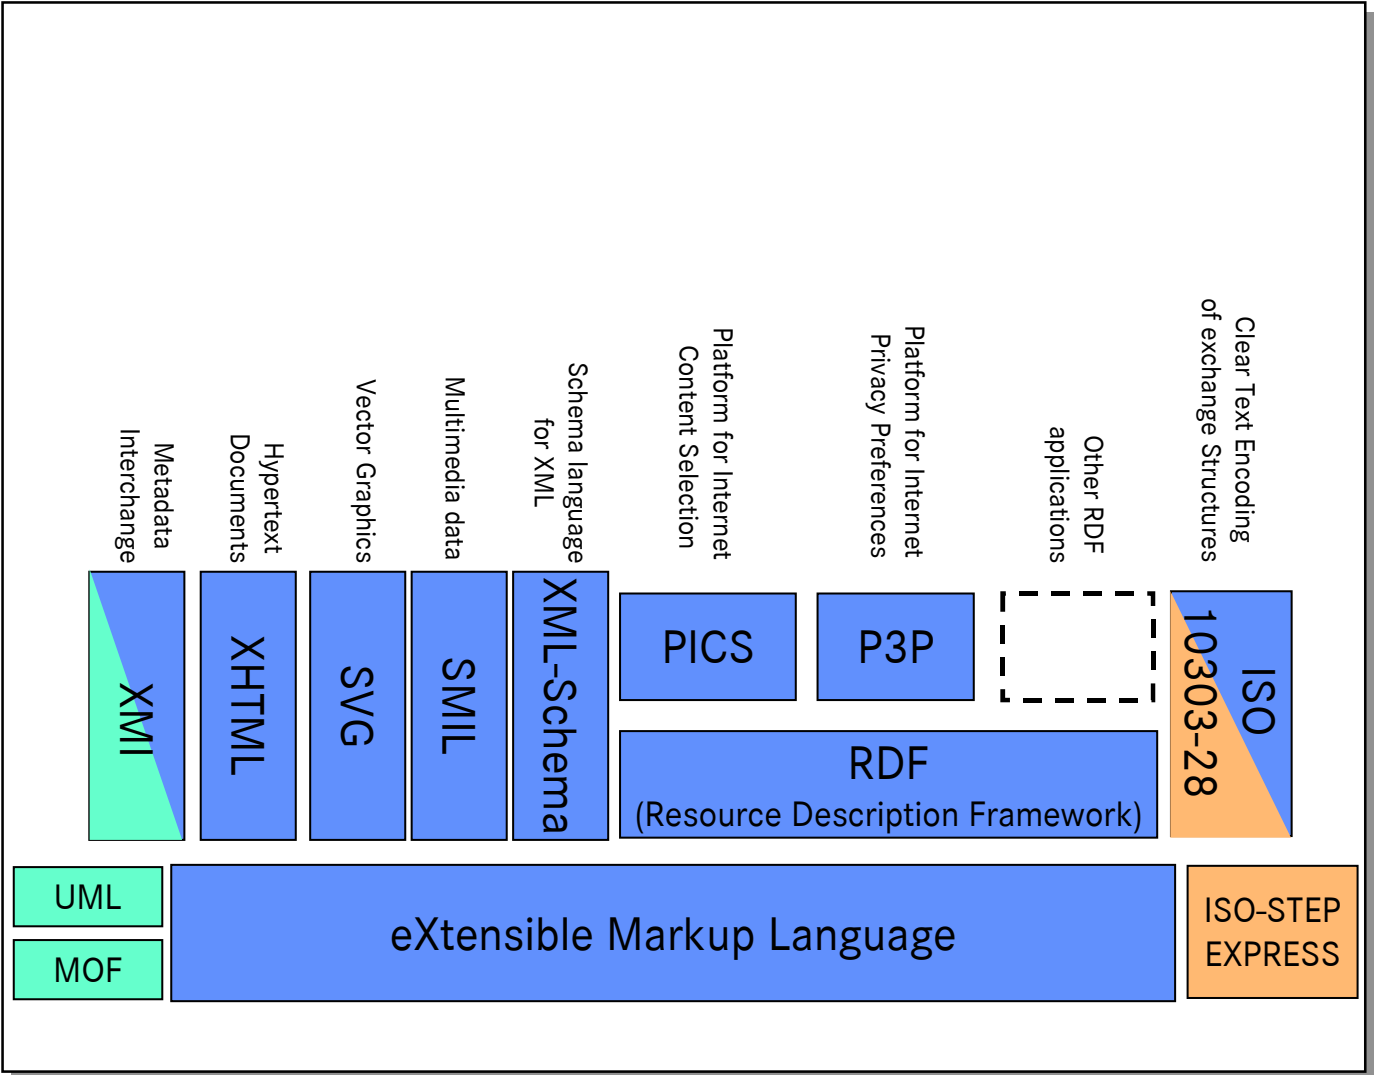 Metadata
Interchange
Hypertext
Documents
Vector Graphics
Multimedia data
Schema language
for XML
Platform for Internet
Content Selection
Platform for Internet
Privacy Preferences
Other RDF
applications
Clear Text Encoding
of exchange Structures
XMI
XHTML
SVG
SMIL
XML-Schema
PICS
P3P
ISO
10303-28
RDF
(Resource Description Framework)
UML
MOF
eXtensible Markup Language
ISO-STEP
EXPRESS